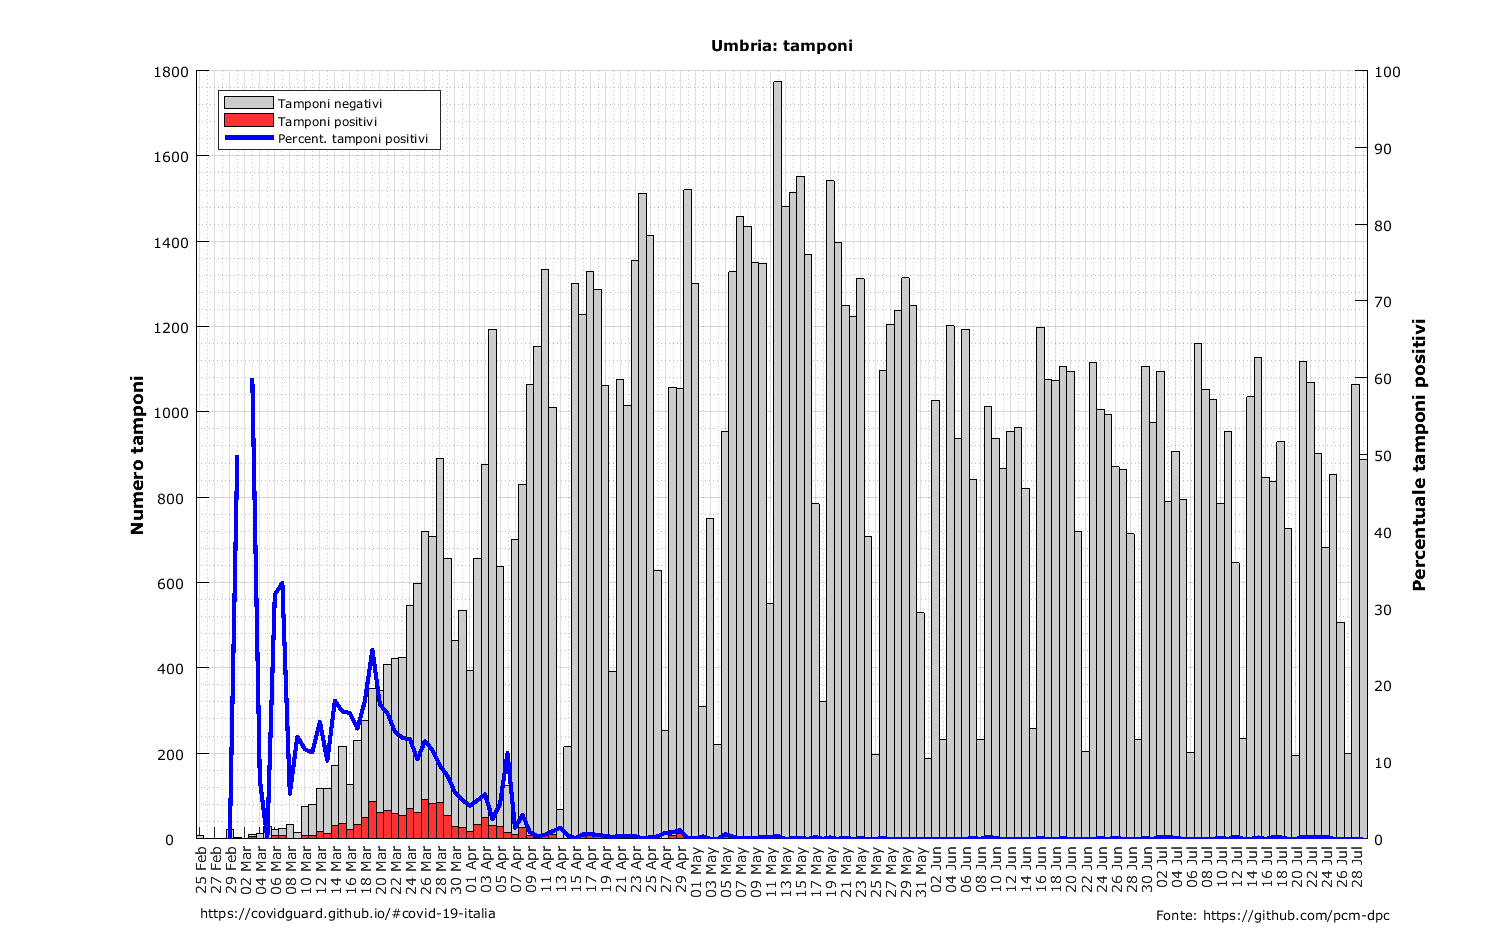 Umbria: tamponi
Tamponi negativi
Tamponi positivi
Percent. tamponi positivi
Numero tamponi
1800
1600
1400
1200
1000
800
600
400
200
0
100
90
80
70
60
50
40
30
20
10
0
Percentuale tamponi positivi
25 Feb
27 Feb
29 Feb
02 Mar
04 Mar
06 Mar
08 Mar
10 Mar
12 Mar
14 Mar
16 Mar
18 Mar
20 Mar
22 Mar
24 Mar
26 Mar
28 Mar
30 Mar
01 Apr
03 Apr
05 Apr
07 Apr
09 Apr
11 Apr
13 Apr
15 Apr
17 Apr
19 Apr
21 Apr
23 Apr
25 Apr
27 Apr
29 Apr
01 May
03 May
05 May
07 May
09 May
11 May
13 May
15 May
17 May
19 May
21 May
23 May
25 May
27 May
29 May
31 May
02 Jun
04 Jun
06 Jun
08 Jun
10 Jun
12 Jun
14 Jun
16 Jun
18 Jun
20 Jun
22 Jun
24 Jun
26 Jun
28 Jun
30 Jun
02 Jul
04 Jul
06 Jul
08 Jul
10 Jul
12 Jul
14 Jul
16 Jul
18 Jul
20 Jul
22 Jul
24 Jul
26 Jul
28 Jul
https://covidguard.github.io/#covid-19-italia
Fonte: https://github.com/pcm-dpc